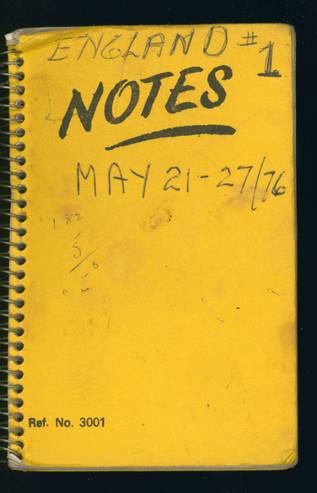 ENGLAND #1
NOTES
MAY 21-27/76
Ref. No. 3001